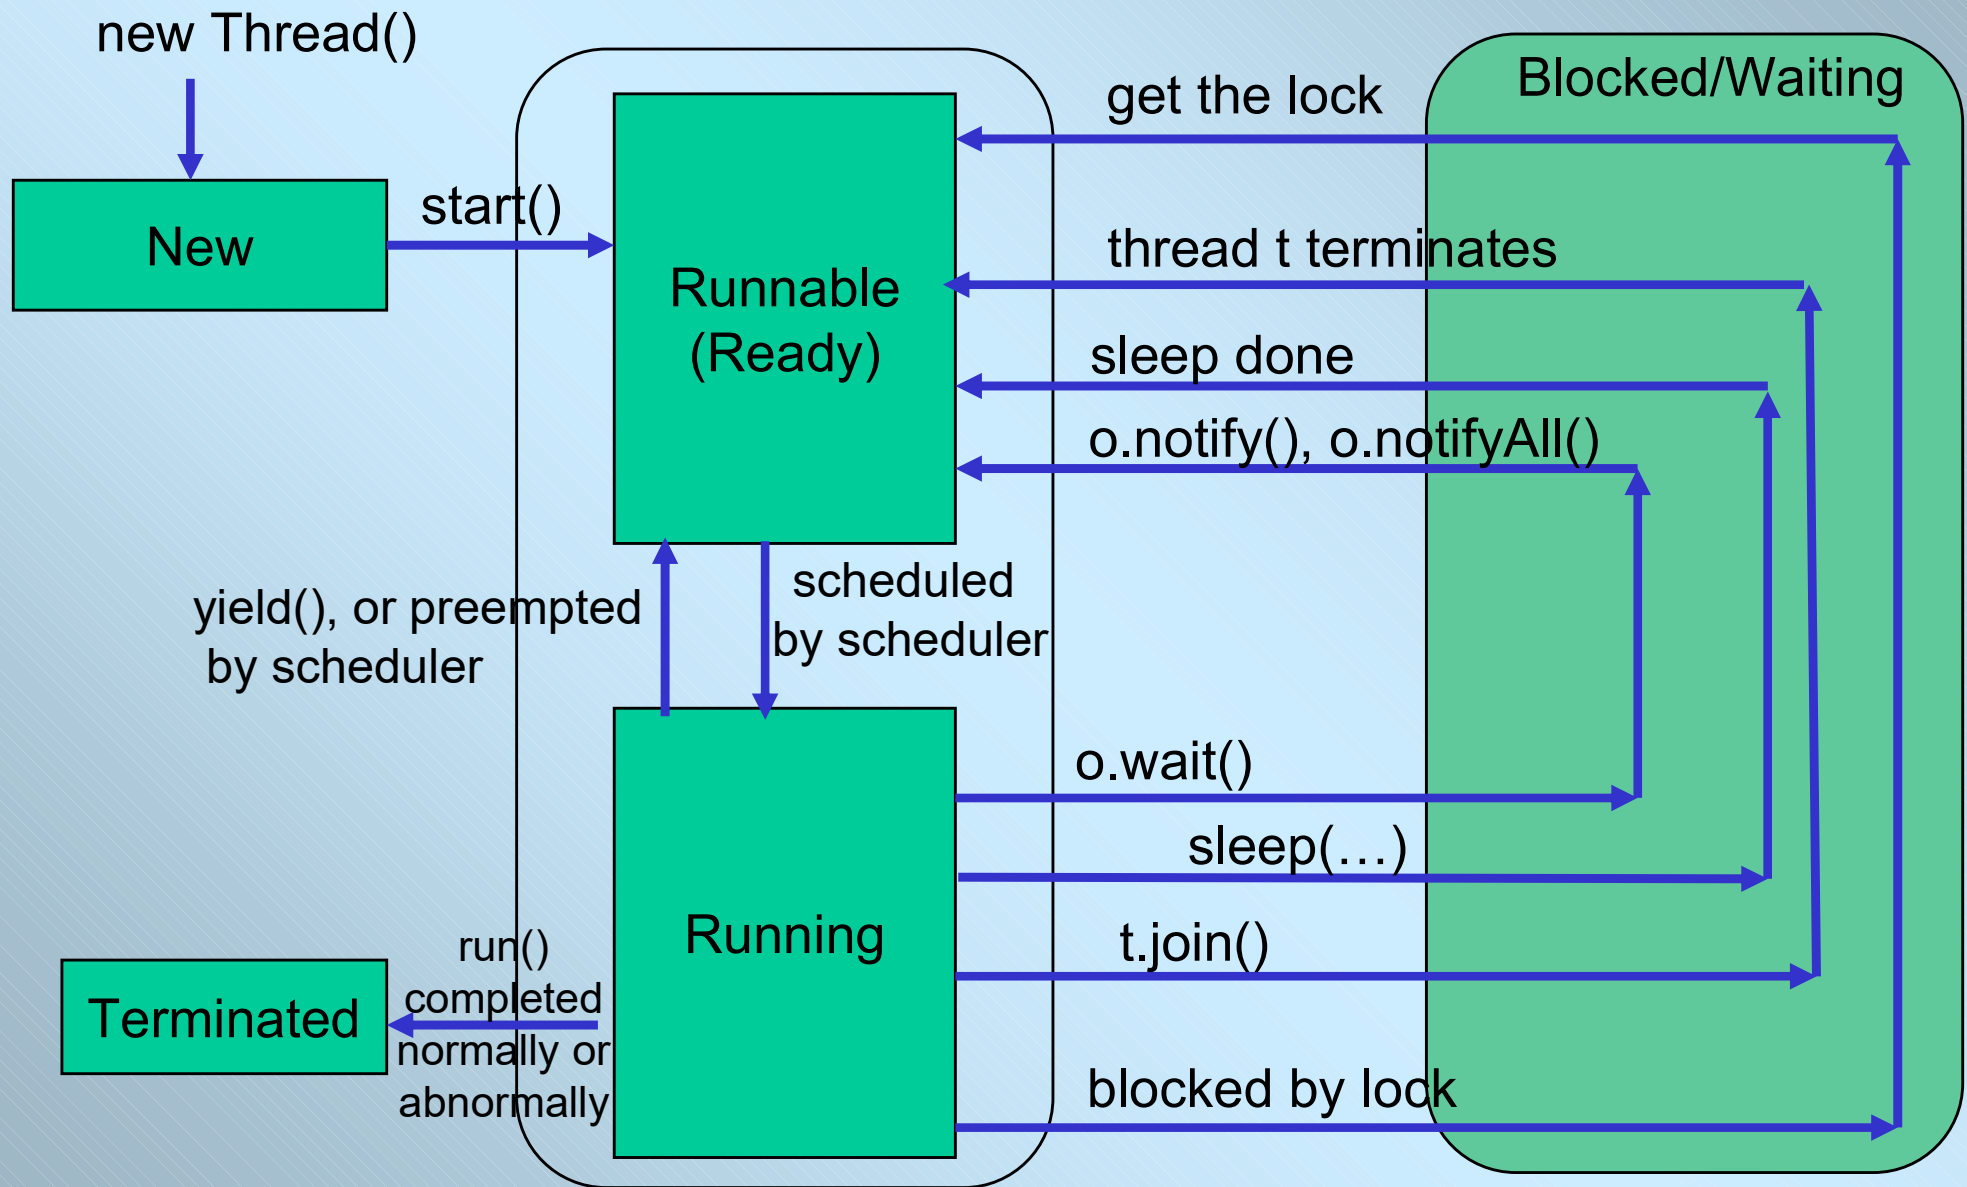 new Thread()
Blocked/Waiting
get the lock
New
start()
thread t terminates
Runnable
(Ready)
sleep done
o.notify(), o.notifyAll()
yield(), or preempted
by scheduler
scheduled
by scheduler
o.wait()
sleep(…)
Running
t.join()
Terminated
run()
completed
normally or
abnormally
blocked by lock